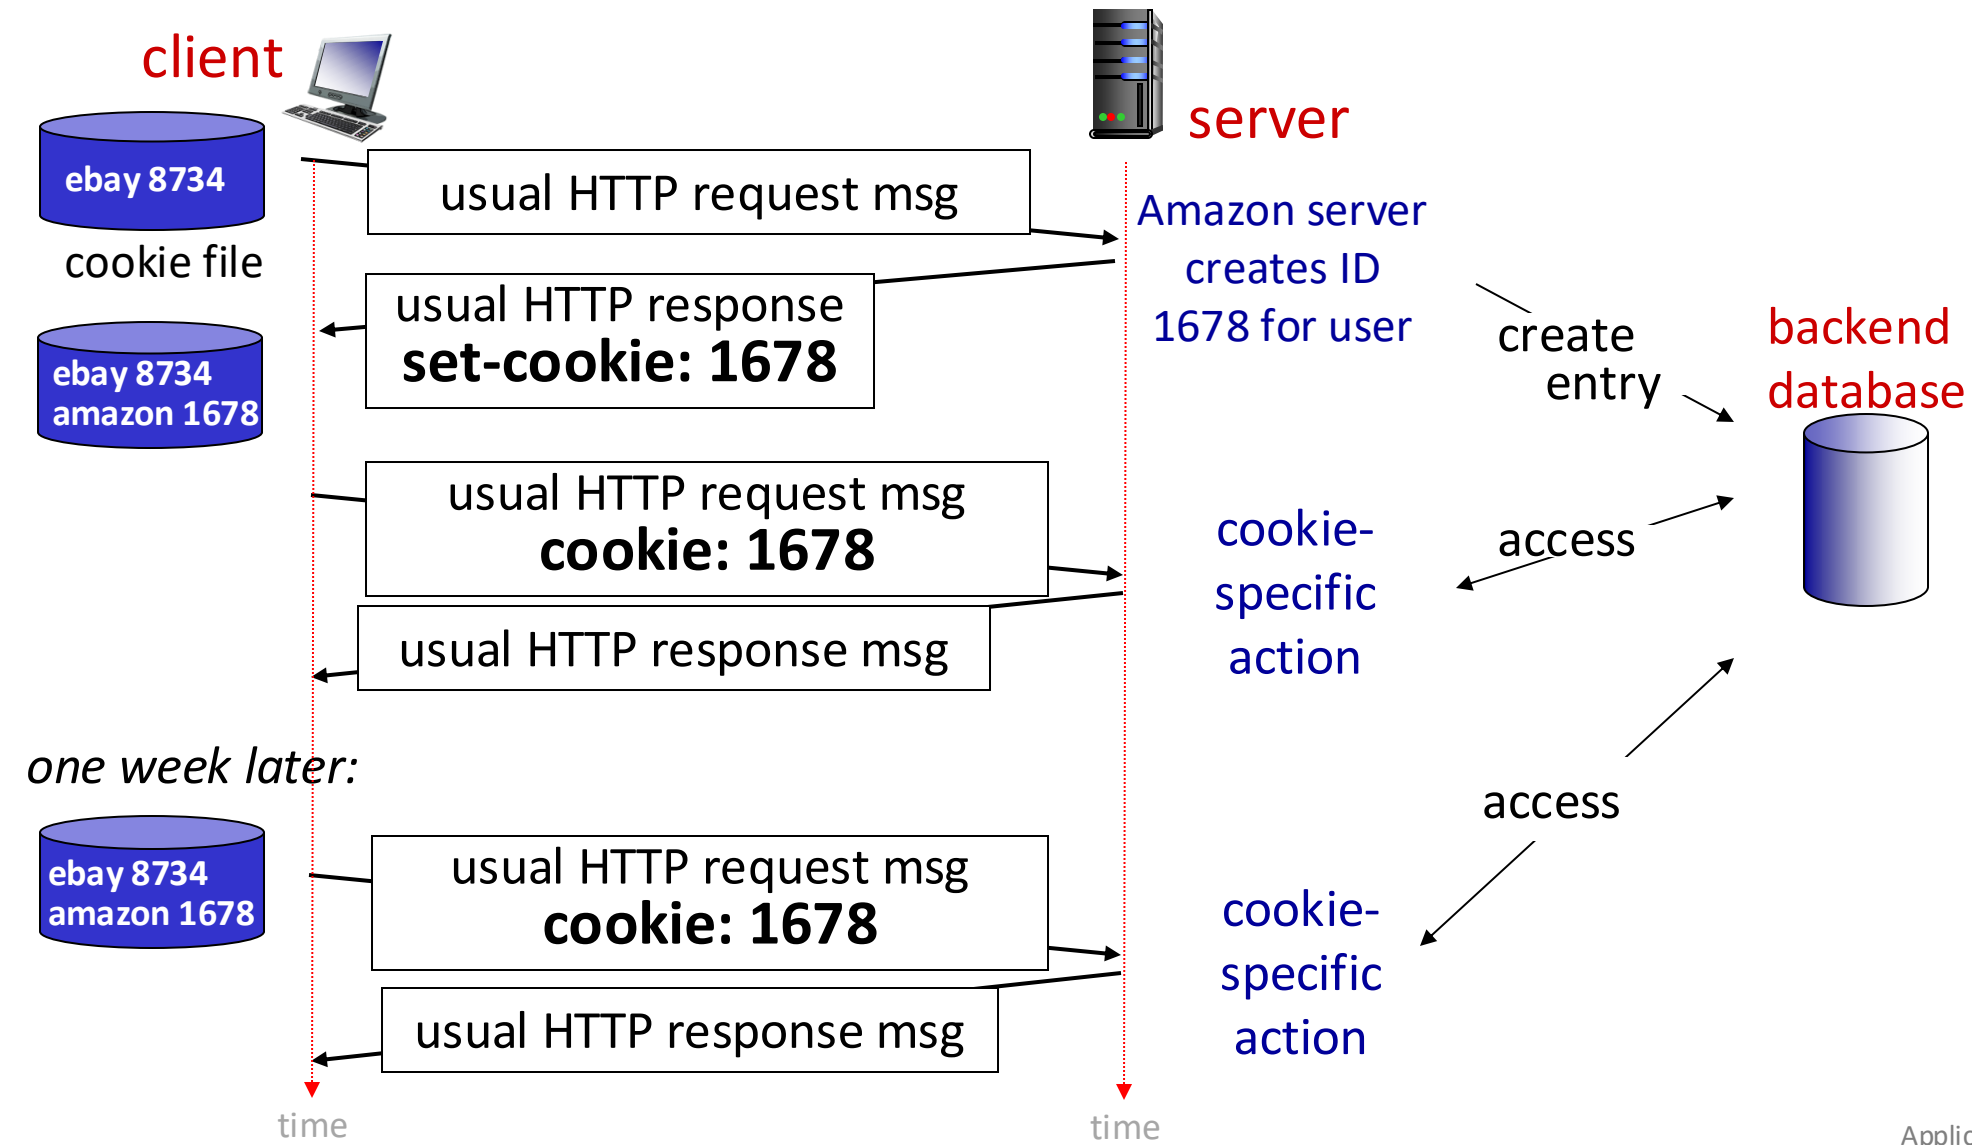 client
server
ebay 8734
cookie file
usual HTTP request msg
Amazon server
creates ID
1678 for user
usual HTTP response
set-cookie: 1678
ebay 8734
amazon 1678
create
entry
backend
database
usual HTTP request msg
cookie: 1678
cookie-
specific
action
access
usual HTTP response msg
one week later:
access
ebay 8734
amazon 1678
usual HTTP request msg
cookie: 1678
cookie-
specific
action
usual HTTP response msg
time
time